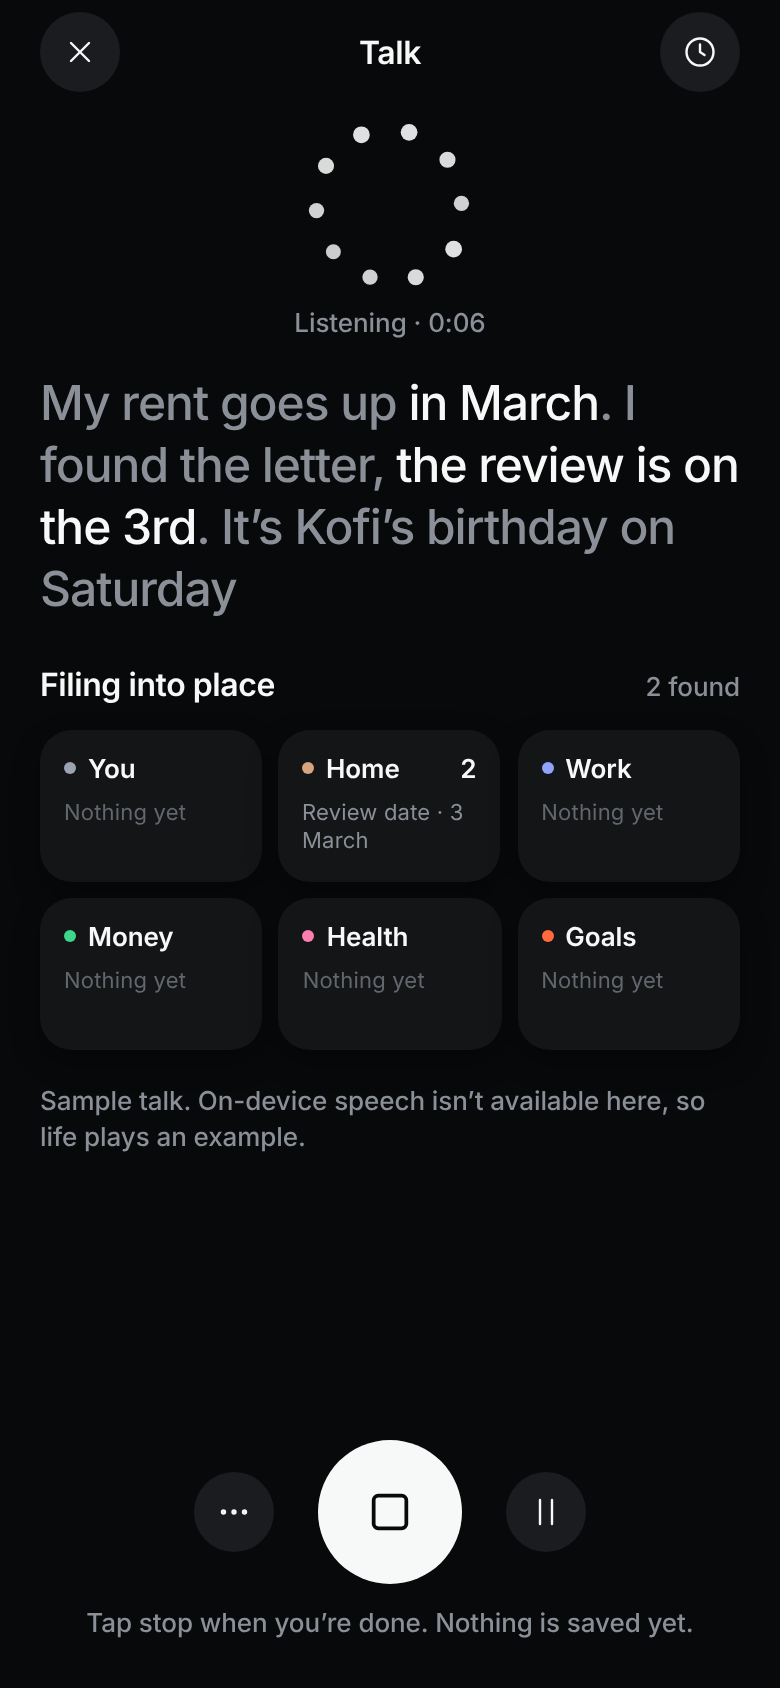 Talk
Listening · 0:06
My rent goes up in March. I
found the letter, the review is on
the 3rd. It’s Kofi’s birthday on
Saturday
Filing into place
2 found
You
Nothing yet
Home 2
Review date · 3
March
Work
Nothing yet
Money
Nothing yet
Health
Nothing yet
Goals
Nothing yet
Sample talk. On-device speech isn’t available here, so
life plays an example.
Tap stop when you’re done. Nothing is saved yet.